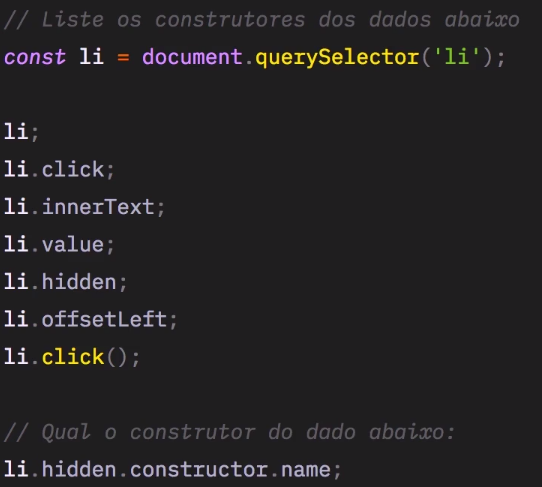 // Liste os construtores dos dados abaixo
const li = document.querySelector('li');
li;
li.click;
li.innerText;
li.value;
li.hidden;
li.offsetLeft;
li.click();
// Qual o construtor do dado abaixo:
li.hidden.constructor.name;